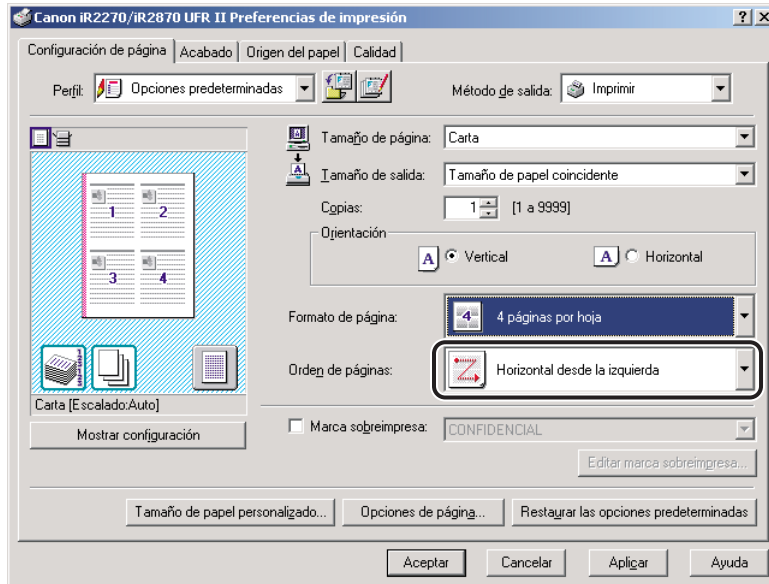 Canon iR2270/iR2870 UFR II Preferencias de impresión
Configuración de página Acabado Origen del papel Calidad
Perfil: Opciones predeterminadas Método de salida: Imprimir
Tamaño de página: Carta
Tamaño de salida: Tamaño de papel coincidente
Copias: 1 [1 a 9999]
Orientación
A Vertical A Horizontal
1 2
3 4
Formato de página: 4 4 páginas por hoja
Orden de páginas: Horizontal desde la izquierda
Carta [Escalado:Auto]
Mostrar configuración
Marca sobreimpresa: CONFIDENCIAL
Editar marca sobreimpresa...
Tamaño de papel personalizado... Opciones de página... Restaurar las opciones predeterminadas
Aceptar Cancelar Aplicar Ayuda